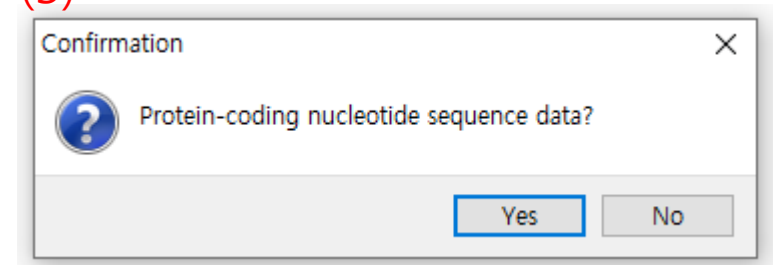 Confirmation
Protein-coding nucleotide sequence data?
Yes No